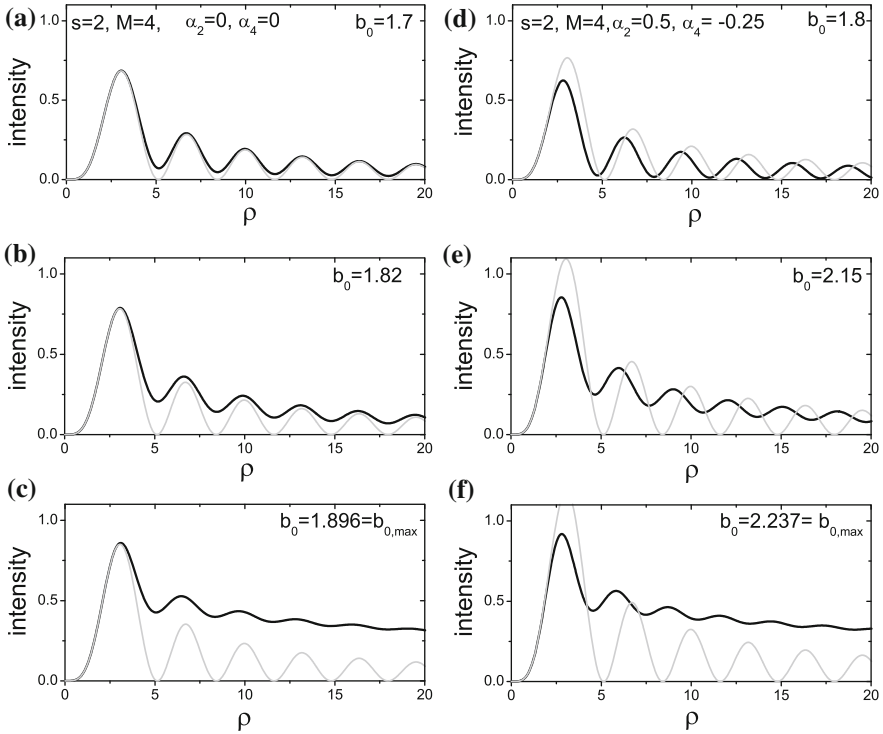 (a) s=2, M=4, α₂=0, α₄=0 b₀=1.7
1.0
0.5
0.0
intensity
0 5 10 15 20
ρ
(d) s=2, M=4, α₂=0.5, α₄= -0.25 b₀=1.8
1.0
0.5
0.0
intensity
0 5 10 15 20
ρ
(b) b₀=1.82
1.0
0.5
0.0
intensity
0 5 10 15 20
ρ
(e) b₀=2.15
1.0
0.5
0.0
intensity
0 5 10 15 20
ρ
(c) b₀=1.896=b₀,max
1.0
0.5
0.0
intensity
0 5 10 15 20
ρ
(f) b₀=2.237= b₀,max
1.0
0.5
0.0
intensity
0 5 10 15 20
ρ